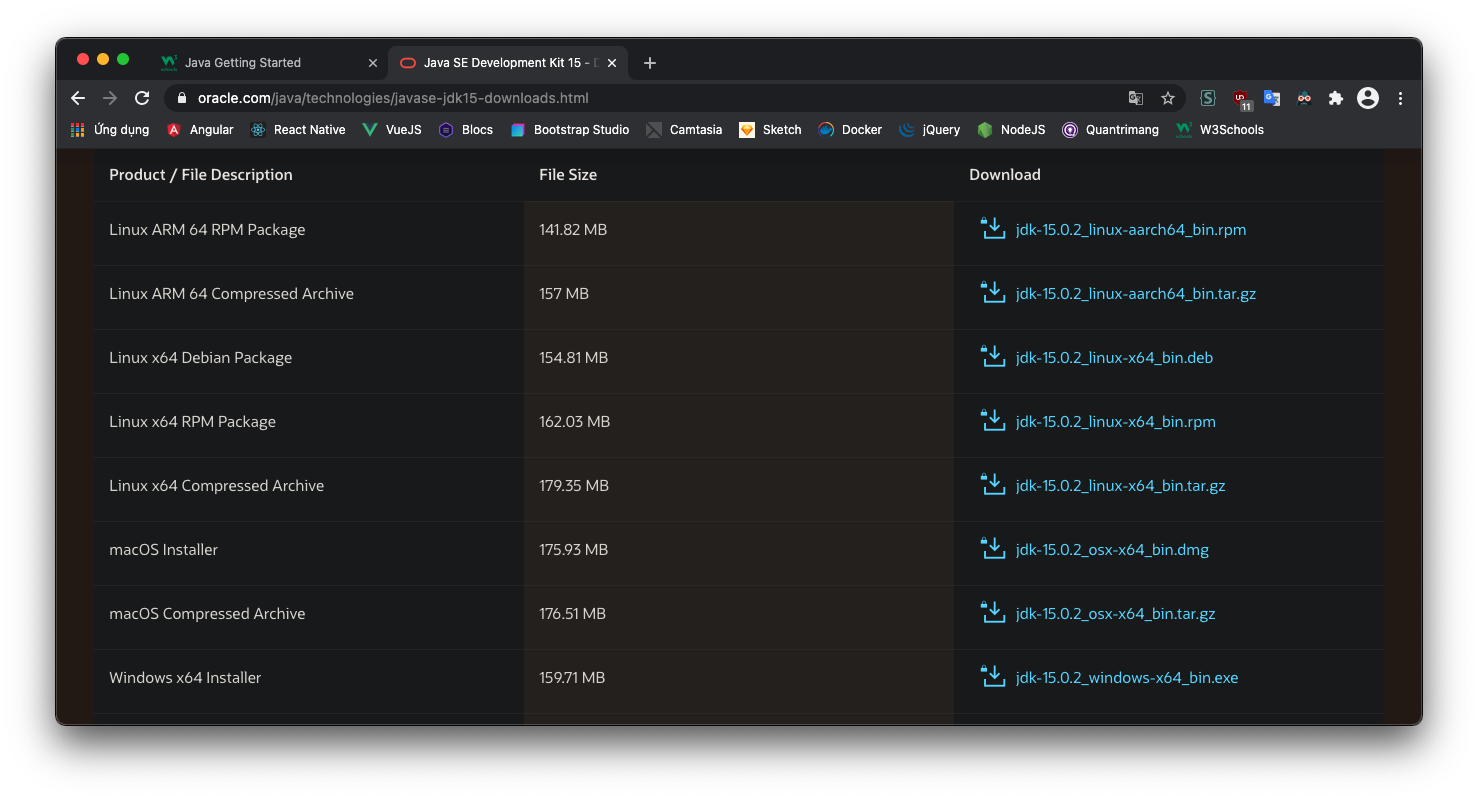 Java Getting Started
Java SE Development Kit 15 - D
oracle.com/java/technologies/javase-jdk15-downloads.html
11
Ứng dụng Angular React Native VueJS Blocs Bootstrap Studio Camtasia Sketch Docker jQuery NodeJS Quantrimang W3Schools
Product / File Description File Size Download
Linux ARM 64 RPM Package 141.82 MB jdk-15.0.2_linux-aarch64_bin.rpm
Linux ARM 64 Compressed Archive 157 MB jdk-15.0.2_linux-aarch64_bin.tar.gz
Linux x64 Debian Package 154.81 MB jdk-15.0.2_linux-x64_bin.deb
Linux x64 RPM Package 162.03 MB jdk-15.0.2_linux-x64_bin.rpm
Linux x64 Compressed Archive 179.35 MB jdk-15.0.2_linux-x64_bin.tar.gz
macOS Installer 175.93 MB jdk-15.0.2_osx-x64_bin.dmg
macOS Compressed Archive 176.51 MB jdk-15.0.2_osx-x64_bin.tar.gz
Windows x64 Installer 159.71 MB jdk-15.0.2_windows-x64_bin.exe